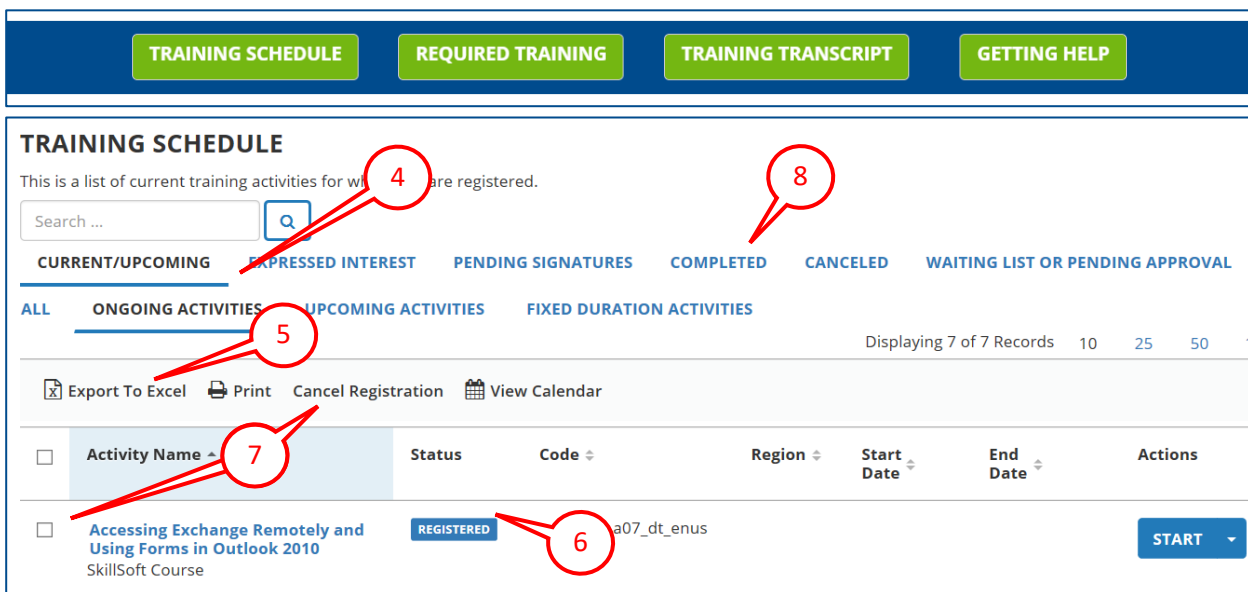 TRAINING SCHEDULE REQUIRED TRAINING TRAINING TRANSCRIPT GETTING HELP
TRAINING SCHEDULE
This is a list of current training activities for are registered.
4
8
Search ...
CURRENT/UPCOMING EXPRESSED INTEREST PENDING SIGNATURES COMPLETED CANCELED WAITING LIST OR PENDING APPROVAL
ALL ONGOING ACTIVITIES UPCOMING ACTIVITIES FIXED DURATION ACTIVITIES
5
Displaying 7 of 7 Records 10 25 50
Export To Excel Print Cancel Registration View Calendar
Activity Name Status Code Region Start Date End Date Actions
7
Accessing Exchange Remotely and REGISTERED a07_dt_enus START
Using Forms in Outlook 2010
6
SkillSoft Course